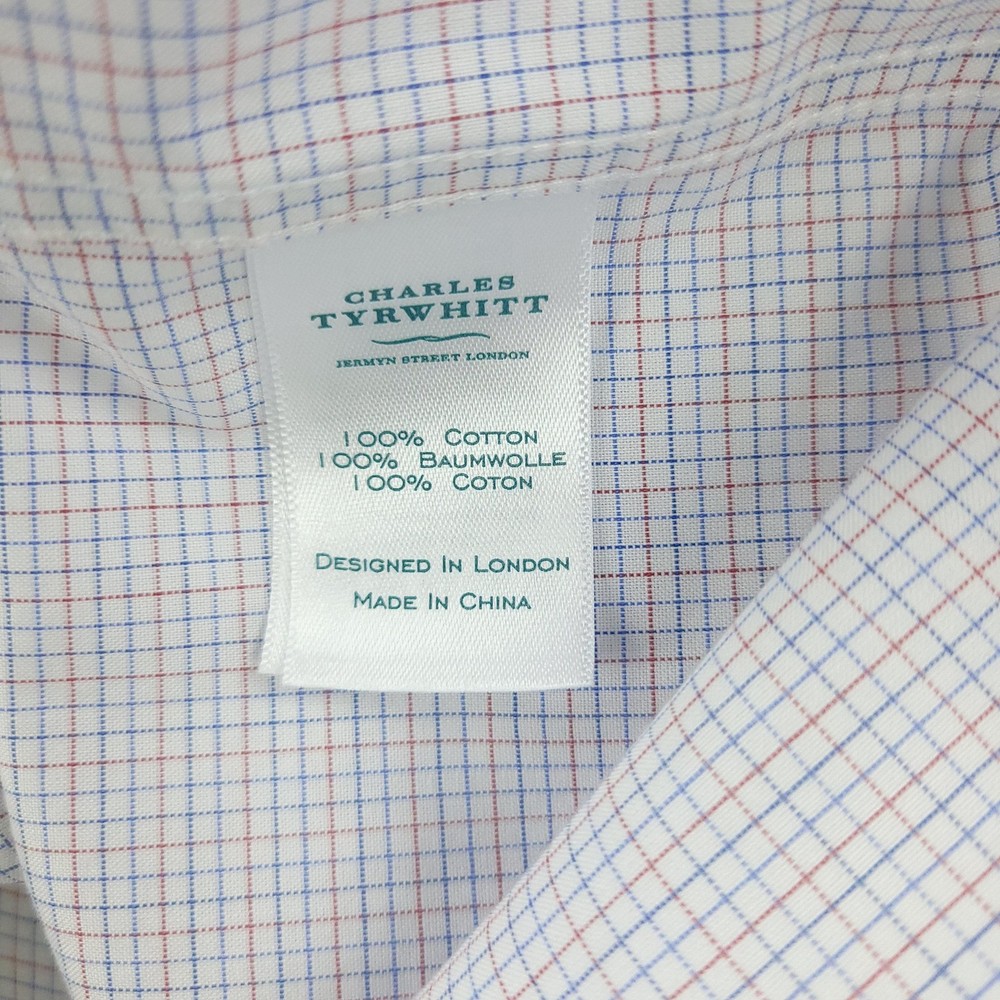 CHARLES
TYRWHITT
JERMYN STREET LONDON
100% COTTON
100% BAUMWOLLE
100% COTON
DESIGNED IN LONDON
MADE IN CHINA